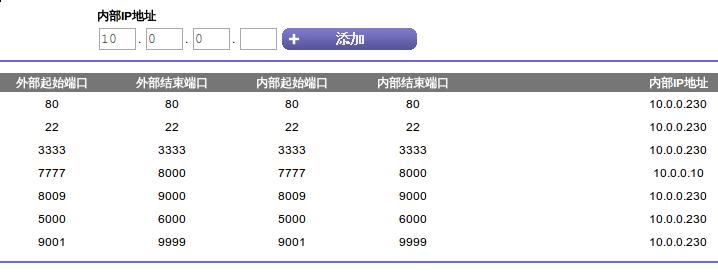 内部IP地址
10 . 0 . 0 . + 添加
外部起始端口 外部结束端口 内部起始端口 内部结束端口 内部IP地址
80 80 80 80 10.0.0.230
22 22 22 22 10.0.0.230
3333 3333 3333 3333 10.0.0.230
7777 8000 7777 8000 10.0.0.10
8009 9000 8009 9000 10.0.0.230
5000 6000 5000 6000 10.0.0.230
9001 9999 9001 9999 10.0.0.230